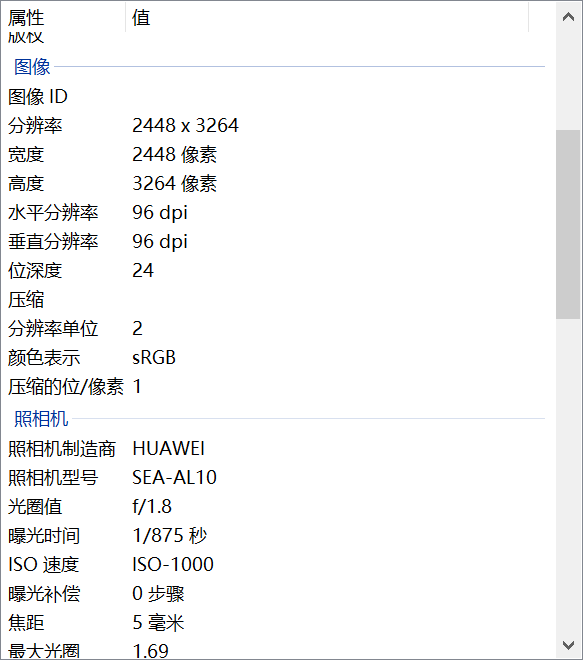 属性 值
版权
图像
图像 ID
分辨率 2448 x 3264
宽度 2448 像素
高度 3264 像素
水平分辨率 96 dpi
垂直分辨率 96 dpi
位深度 24
压缩
分辨率单位 2
颜色表示 sRGB
压缩的位/像素 1
照相机
照相机制造商 HUAWEI
照相机型号 SEA-AL10
光圈值 f/1.8
曝光时间 1/875 秒
ISO 速度 ISO-1000
曝光补偿 0 步骤
焦距 5 毫米
最大光圈 1.69